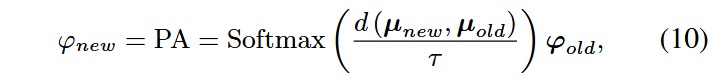 φ_new = PA = Softmax ( d (μ_new, μ_old) / τ ) φ_old, (10)